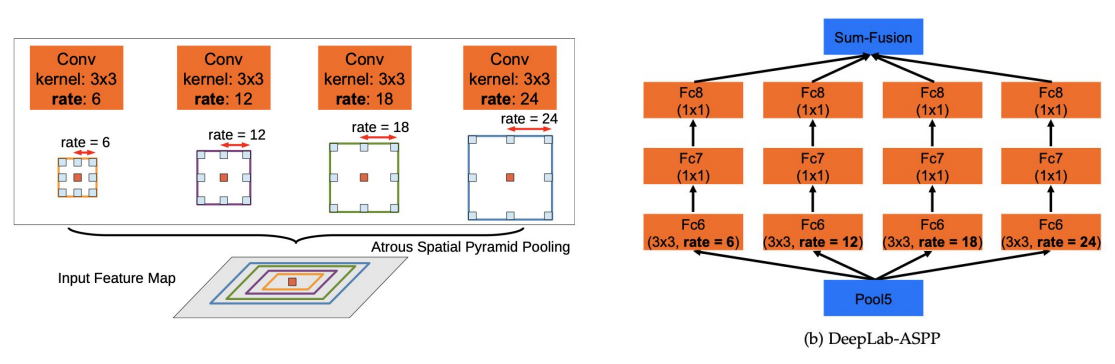 Conv
kernel: 3x3
rate: 6
Conv
kernel: 3x3
rate: 12
Conv
kernel: 3x3
rate: 18
Conv
kernel: 3x3
rate: 24
rate = 6
rate = 12
rate = 18
rate = 24
Atrous Spatial Pyramid Pooling
Input Feature Map
Sum-Fusion
Fc8
(1x1)
Fc8
(1x1)
Fc8
(1x1)
Fc8
(1x1)
Fc7
(1x1)
Fc7
(1x1)
Fc7
(1x1)
Fc7
(1x1)
Fc6
(3x3, rate = 6)
Fc6
(3x3, rate = 12)
Fc6
(3x3, rate = 18)
Fc6
(3x3, rate = 24)
Pool5
(b) DeepLab-ASPP